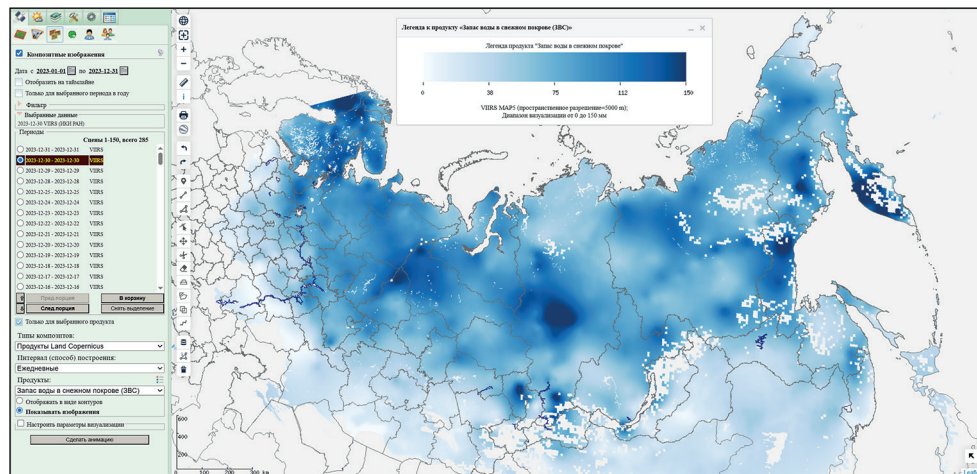 Композитные изображения
Дата с 2023-01-01 по 2023-12-31
Отобразить на таймлайне
Только для выбранного периода в году
Фильтр
Выбранные данные
2023-12-30 VIIRS (ИКИ РАН)
Периоды
Сцены 1-150, всего 285
2023-12-31 - 2023-12-31 VIIRS
2023-12-30 - 2023-12-30 VIIRS
2023-12-29 - 2023-12-29 VIIRS
2023-12-28 - 2023-12-28 VIIRS
2023-12-25 - 2023-12-25 VIIRS
2023-12-24 - 2023-12-24 VIIRS
2023-12-23 - 2023-12-23 VIIRS
2023-12-22 - 2023-12-22 VIIRS
2023-12-21 - 2023-12-21 VIIRS
2023-12-20 - 2023-12-20 VIIRS
2023-12-19 - 2023-12-19 VIIRS
2023-12-18 - 2023-12-18 VIIRS
2023-12-17 - 2023-12-17 VIIRS
2023-12-16 - 2023-12-16 VIIRS
Пред.порция В корзину
След.порция Снять выделение
Только для выбранного продукта
Типы композитов:
Продукты Land Copernicus
Интервал (способ) построения:
Ежедневные
Продукты:
Запас воды в снежном покрове (ЗВС)
Отображать в виде контуров
Показывать изображения
Настроить параметры визуализации
Сделать анимацию
Легенда к продукту «Запас воды в снежном покрове (ЗВС)»
Легенда продукта "Запас воды в снежном покрове"
0 38 75 112 150
VIIRS MAP5 (пространственное разрешение=5000 m);
Диапазон визуализации от 0 до 150 мм
600
400
200
0 100 200 300 km